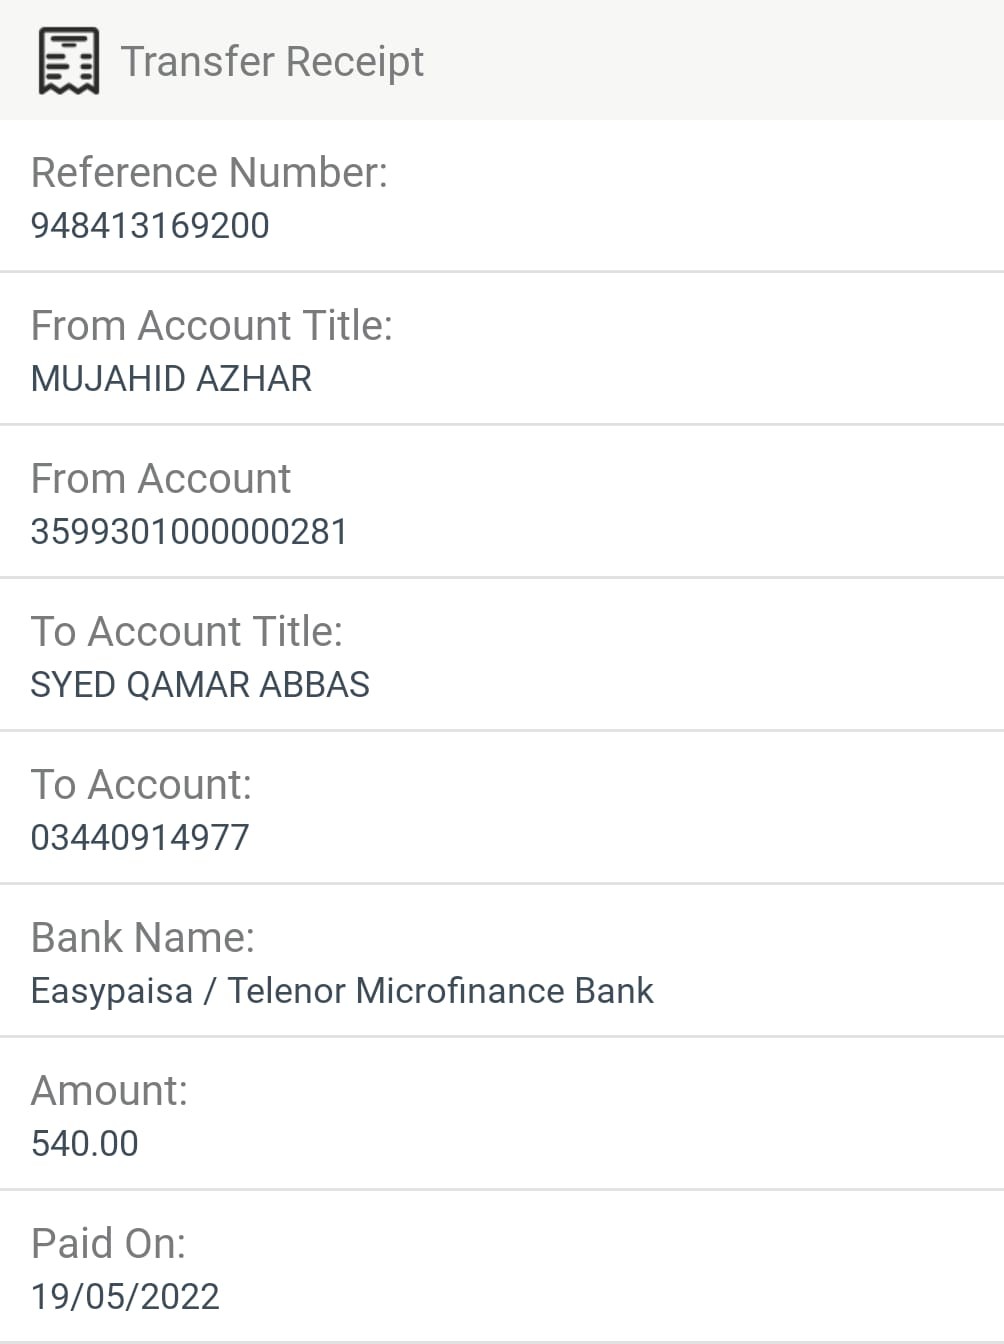 Transfer Receipt
Reference Number:
948413169200
From Account Title:
MUJAHID AZHAR
From Account
3599301000000281
To Account Title:
SYED QAMAR ABBAS
To Account:
03440914977
Bank Name:
Easypaisa / Telenor Microfinance Bank
Amount:
540.00
Paid On:
19/05/2022